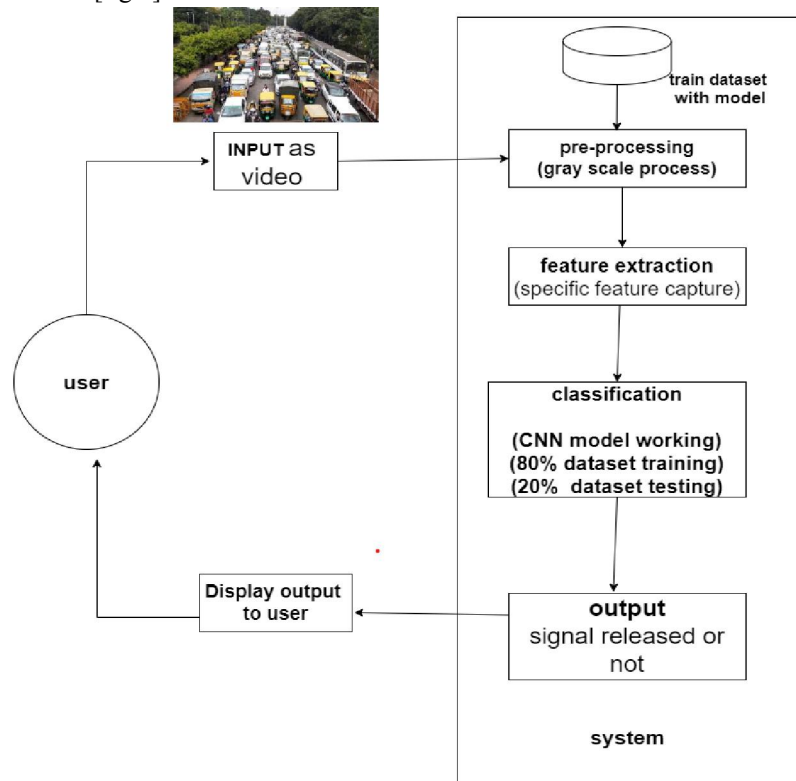 train dataset
with model
INPUT as
video
pre-processing
(gray scale process)
feature extraction
(specific feature capture)
user
classification
(CNN model working)
(80% dataset training)
(20% dataset testing)
Display output
to user
output
signal released or
not
system